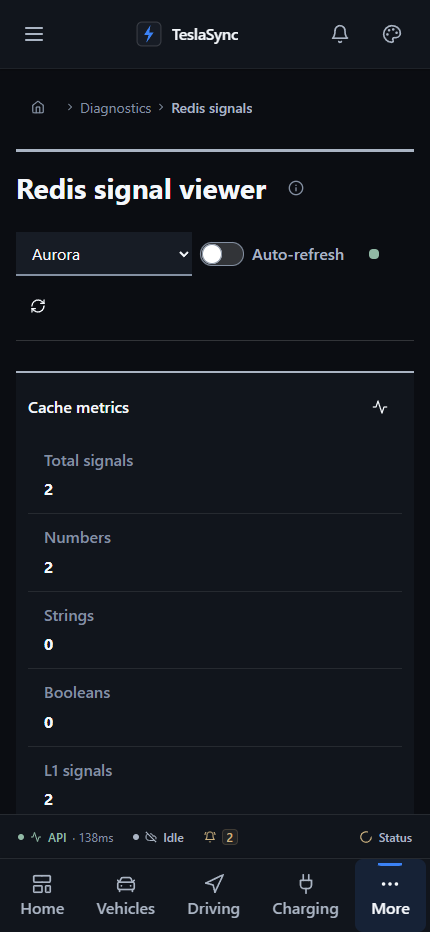 TeslaSync
Diagnostics
Redis signals
Redis signal viewer
Aurora
Auto-refresh
Cache metrics
Total signals
2
Numbers
2
Strings
0
Booleans
0
L1 signals
2
API · 138ms
Idle
2
Status
Home
Vehicles
Driving
Charging
More